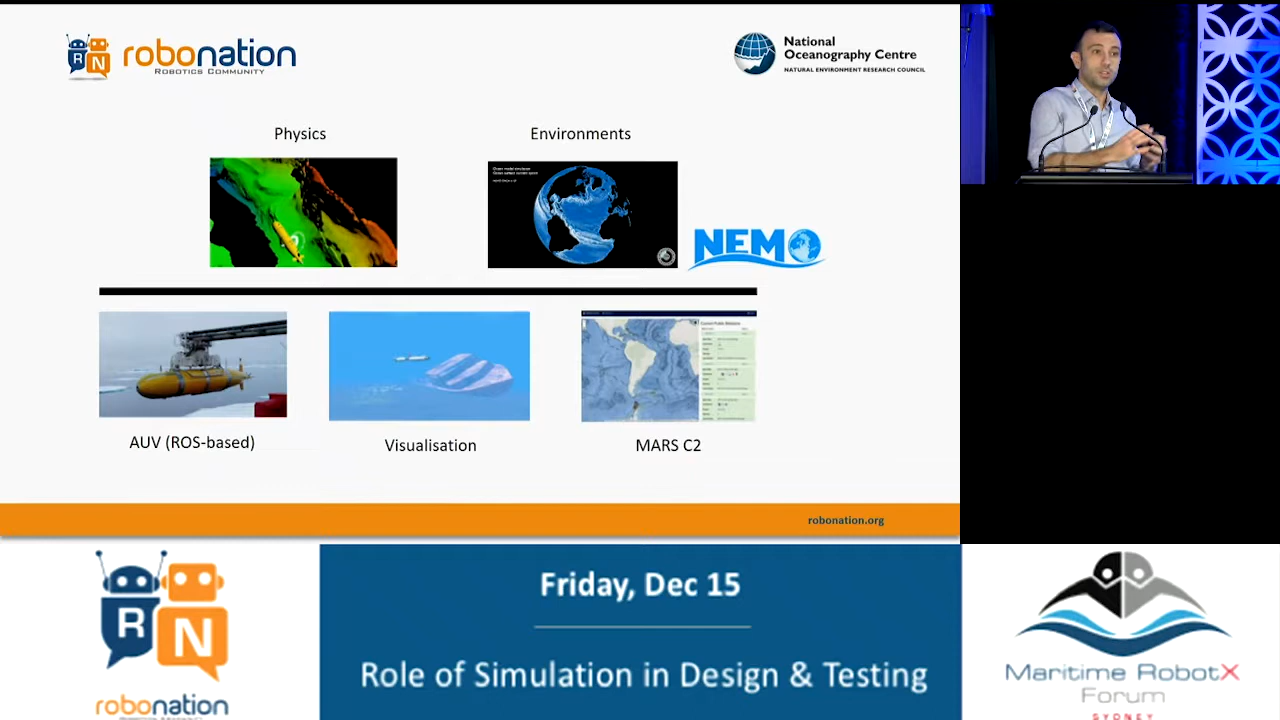 robonation
ROBOTICS COMMUNITY
National
Oceanography Centre
NATURAL ENVIRONMENT RESEARCH COUNCIL
Physics
Environments
NEMO
AUV (ROS-based)
Visualisation
MARS C2
robonation.org
R N
robonation
Friday, Dec 15
Role of Simulation in Design & Testing
Maritime RobotX
Forum
SYDNEY